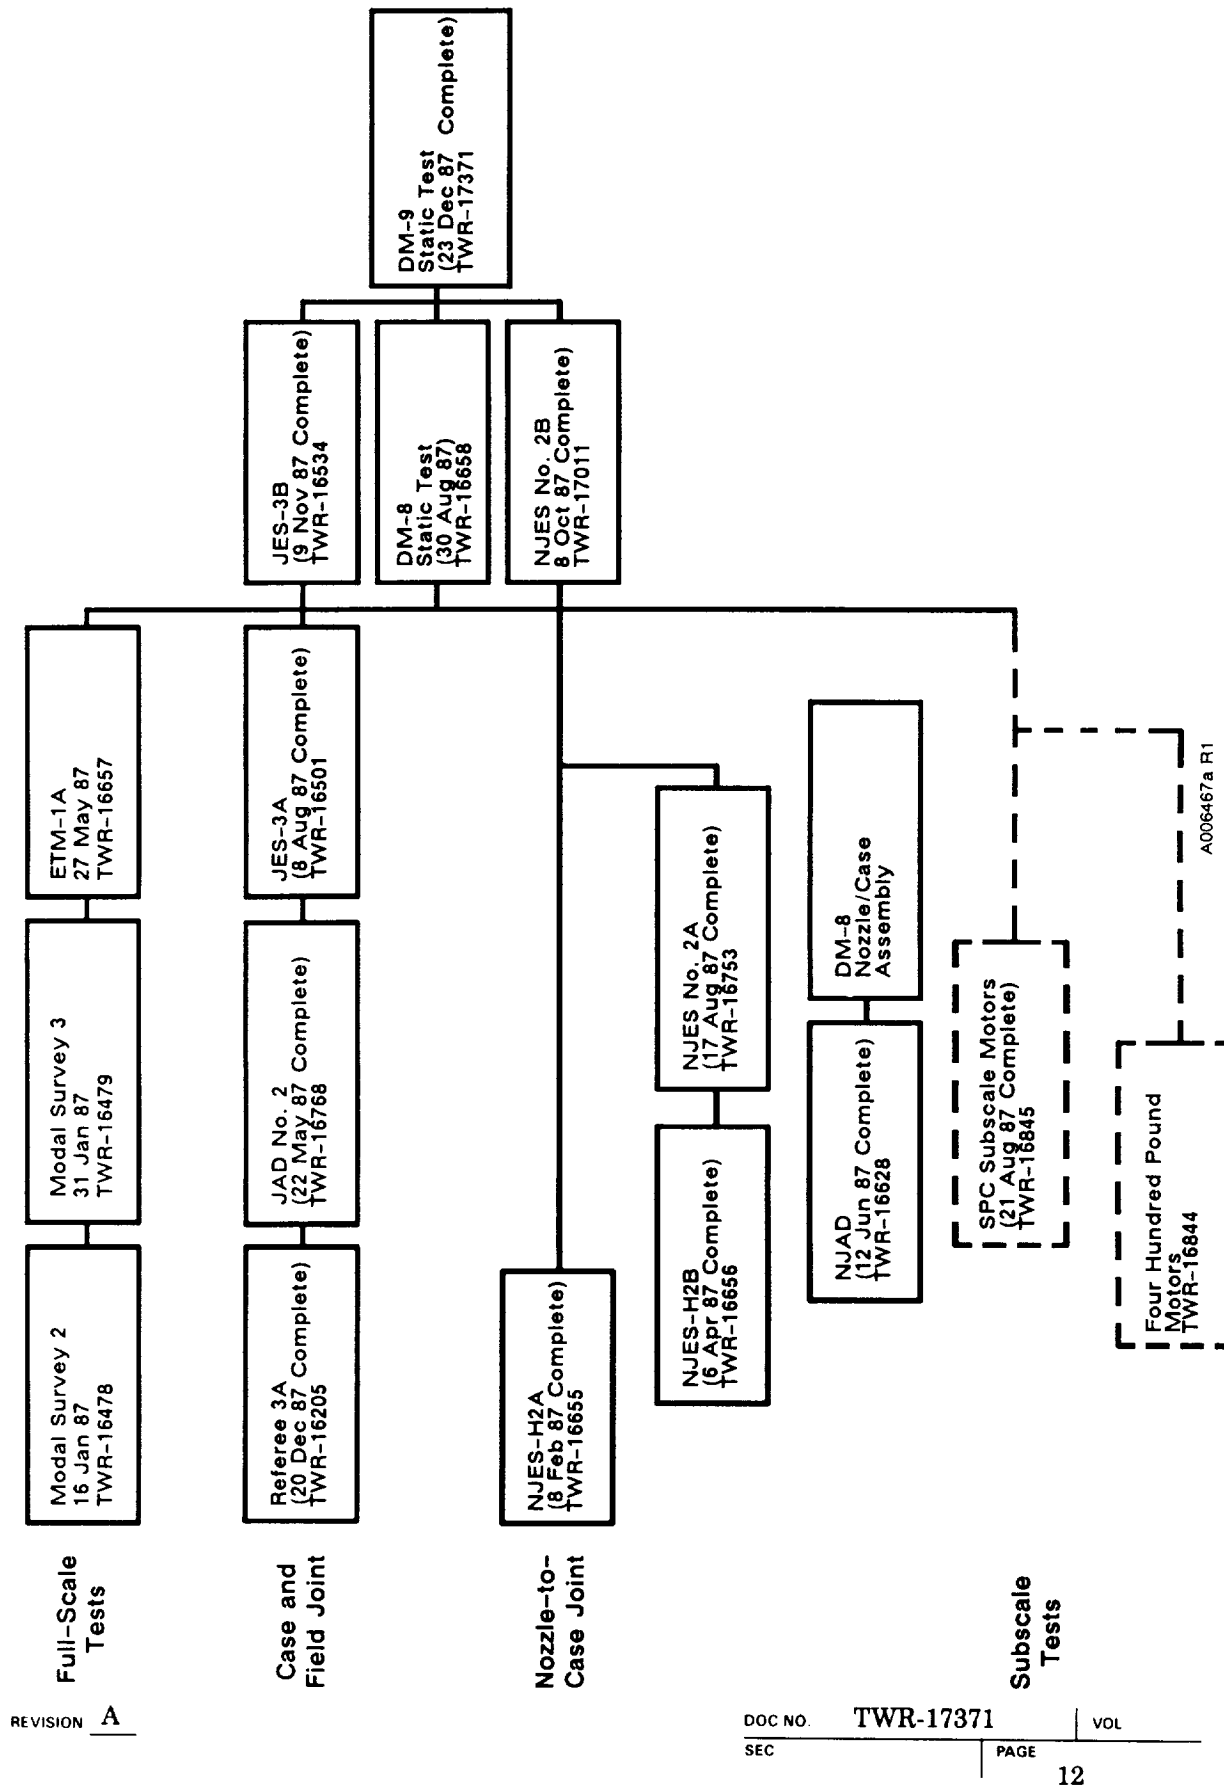 Full-Scale
Tests
Modal Survey 2
16 Jan 87
TWR-16478
Modal Survey 3
31 Jan 87
TWR-16479
ETM-1A
27 May 87
TWR-16657
Case and
Field Joint
Referee 3A
(20 Dec 87 Complete)
TWR-16205
JAD No. 2
(22 May 87 Complete)
TWR-16768
JES-3A
(8 Aug 87 Complete)
TWR-16501
JES-3B
(9 Nov 87 Complete)
TWR-16534
DM-8
Static Test
(30 Aug 87)
TWR-16658
DM-9
Static Test
(23 Dec 87 Complete)
TWR-17371
Nozzle-to-
Case Joint
NJES-H2A
(8 Feb 87 Complete)
TWR-16655
NJES No. 2B
8 Oct 87 Complete)
TWR-17011
NJES-H2B
(6 Apr 87 Complete)
TWR-16656
NJES No. 2A
(17 Aug 87 Complete)
TWR-16753
NJAD
(12 Jun 87 Complete)
TWR-16628
DM-8
Nozzle/Case
Assembly
Subscale
Tests
SPC Subscale Motors
(21 Aug 87 Complete)
TWR-16845
Four Hundred Pound
Motors
TWR-16844
A006467a R1
REVISION A
DOC NO. TWR-17371 VOL
SEC PAGE
12